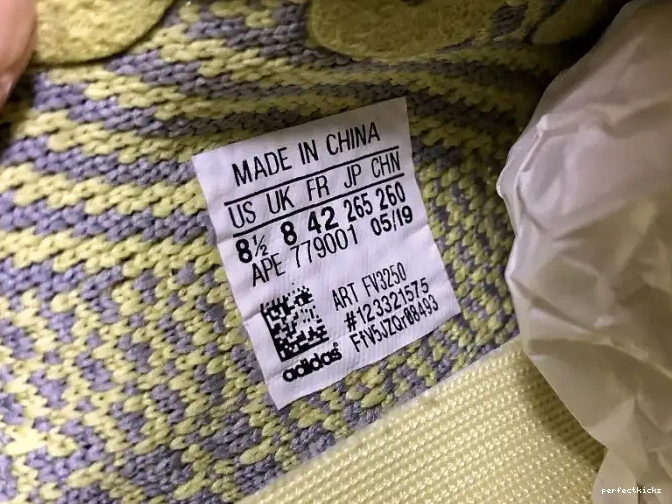 MADE IN CHINA
US UK FR JP CHN
8½ 8 42 265 260
APE 779001 05/19
ART FV3250
#123321575
FfV5JZQr08493
adidas
perfectkickz